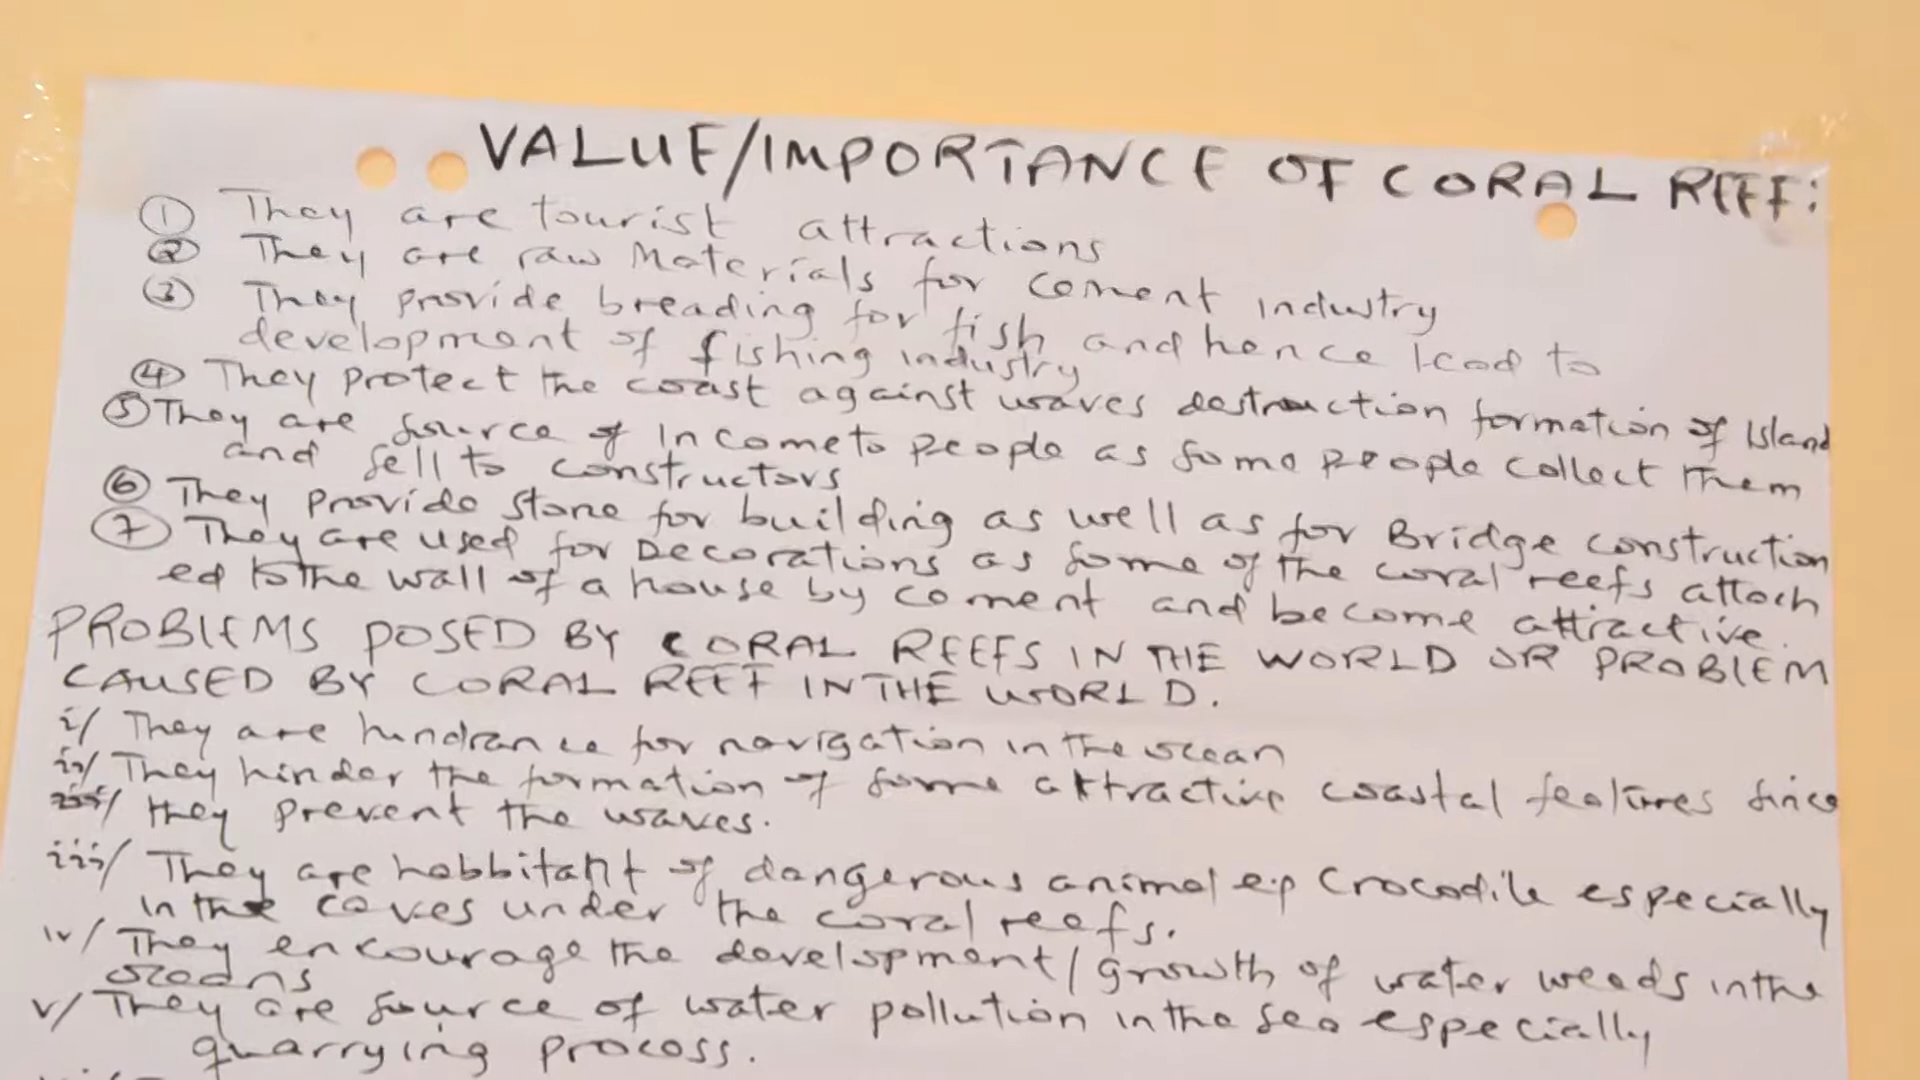 VALUE/IMPORTANCE OF CORAL REEF:
① They are tourist attractions
② They are raw Materials for cement industry
③ They provide breading for fish and hence lead to
development of fishing industry
④ They protect the coast against waves destruction formation of Island
⑤ They are source of Income to people as some people collect them
and sell to constructors
⑥ They provide stone for building as well as for Bridge construction
⑦ They are used for Decorations as some of the coral reefs attach
ed to the wall of a house by cement and become attractive.
PROBLEMS POSED BY CORAL REEFS IN THE WORLD OR PROBLEM
CAUSED BY CORAL REEF IN THE WORLD.
i/ They are hindrance for navigation in the ocean
ii/ They hinder the formation of some attractive coastal features since
they prevent the waves.
iii/ They are habbitant of dangerous animal e.g Crocodile especially
in the caves under the coral reefs.
iv/ They encourage the development/growth of water weeds in the
oceans
v/ They are source of water pollution in the sea especially
quarrying process.